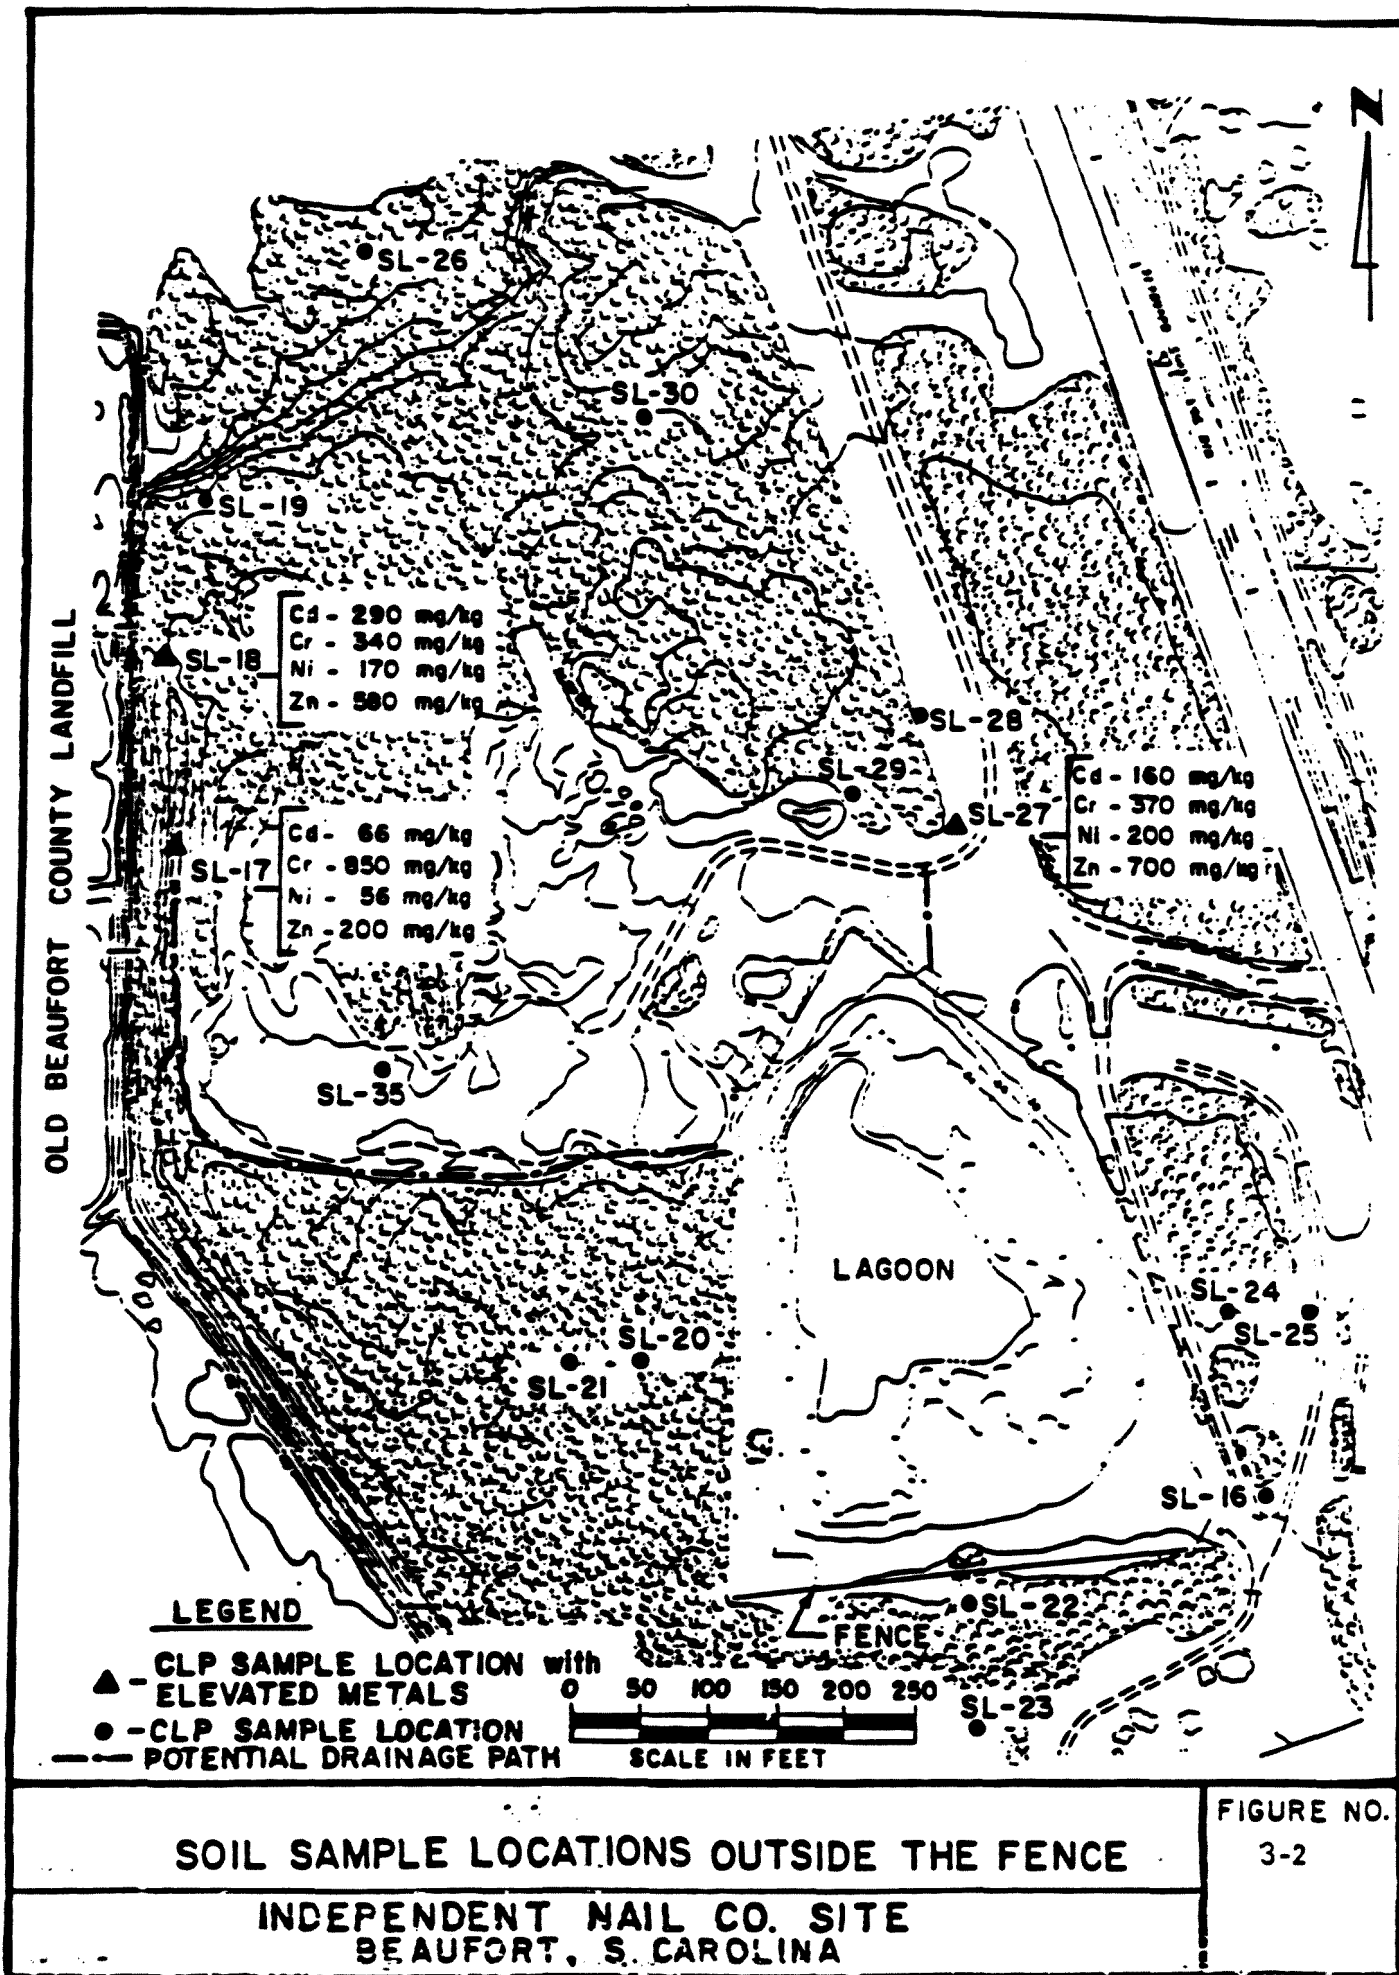 N
SL-26
SL-30
SL-19
OLD BEAUFORT COUNTY LANDFILL
SL-18
Cd - 290 mg/kg
Cr - 340 mg/kg
Ni - 170 mg/kg
Zn - 580 mg/kg
SL-28
SL-29
SL-27
Cd - 160 mg/kg
Cr - 370 mg/kg
Ni - 200 mg/kg
Zn - 700 mg/kg
SL-17
Cd - 66 mg/kg
Cr - 850 mg/kg
Ni - 56 mg/kg
Zn - 200 mg/kg
SL-35
LAGOON
SL-24
SL-25
SL-20
SL-21
SL-16
SL-22
FENCE
SL-23
LEGEND
- CLP SAMPLE LOCATION with
ELEVATED METALS
- CLP SAMPLE LOCATION
POTENTIAL DRAINAGE PATH
0 50 100 150 200 250
SCALE IN FEET
SOIL SAMPLE LOCATIONS OUTSIDE THE FENCE
FIGURE NO.
3-2
INDEPENDENT NAIL CO. SITE
BEAUFORT, S. CAROLINA